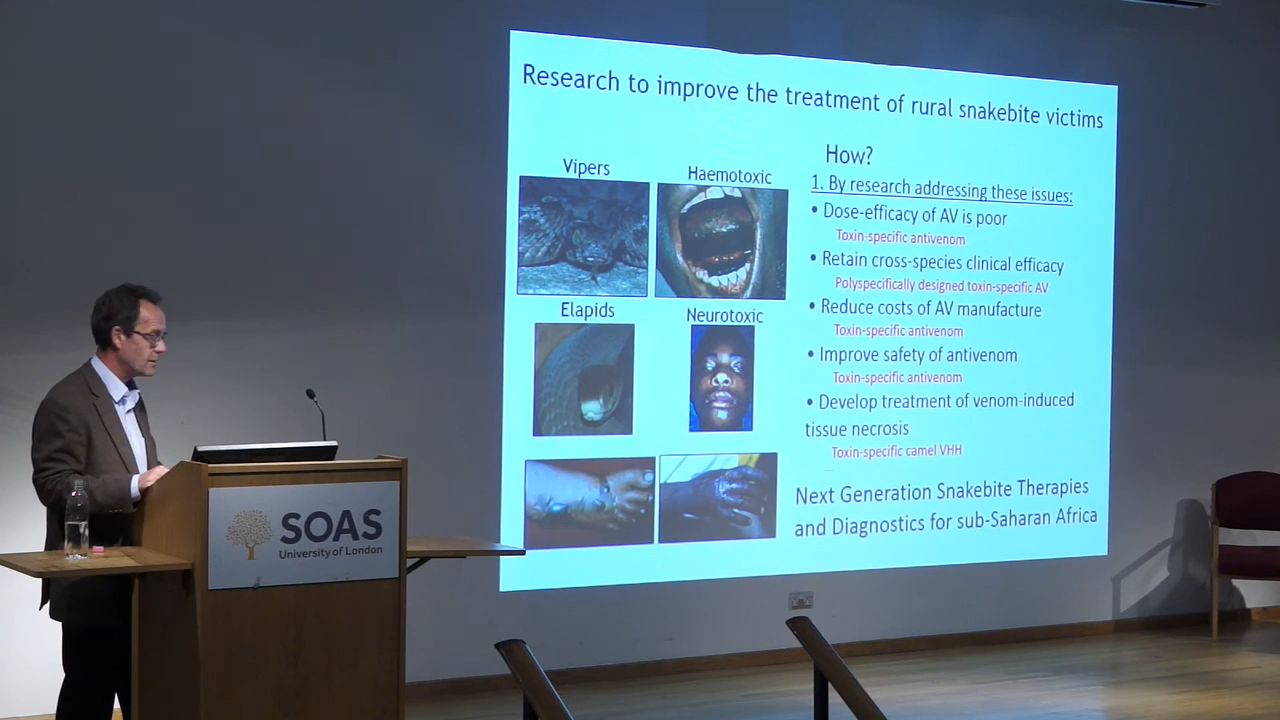 Research to improve the treatment of rural snakebite victims
Vipers
Haemotoxic
Elapids
Neurotoxic
How?
1. By research addressing these issues:
• Dose-efficacy of AV is poor
Toxin-specific antivenom
• Retain cross-species clinical efficacy
Polyspecifically designed toxin-specific AV
• Reduce costs of AV manufacture
Toxin-specific antivenom
• Improve safety of antivenom
Toxin-specific antivenom
• Develop treatment of venom-induced
tissue necrosis
Toxin-specific camel VHH
Next Generation Snakebite Therapies
and Diagnostics for sub-Saharan Africa
SOAS
University of London